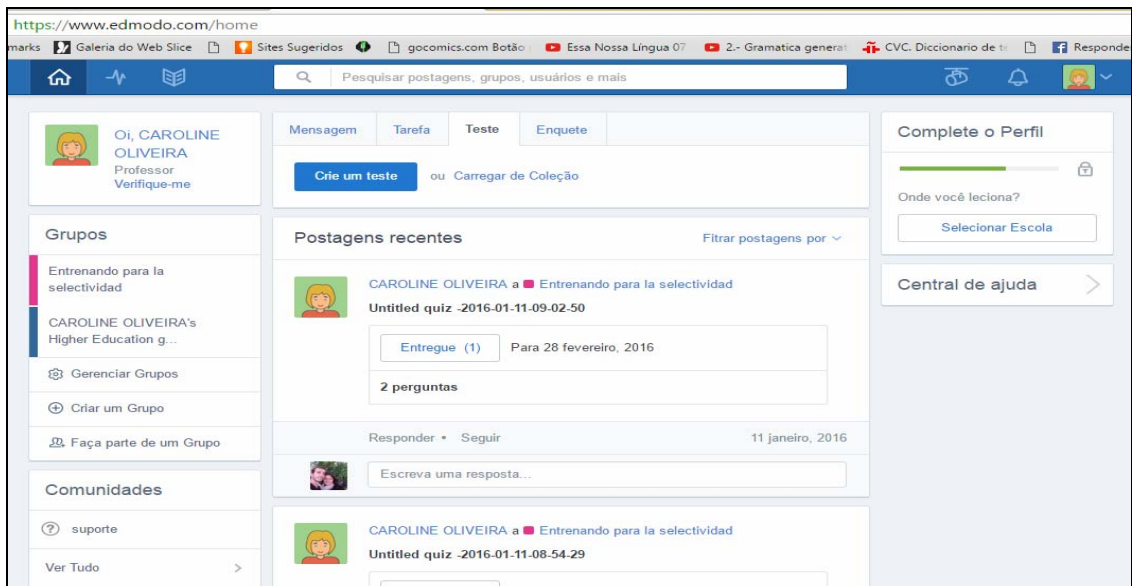 https://www.edmodo.com/home
marks Galeria do Web Slice Sites Sugeridos gocomics.com Botão Essa Nossa Língua 07 2.- Gramatica generat CVC. Diccionario de te Responde
Pesquisar postagens, grupos, usuários e mais
Oi, CAROLINE
OLIVEIRA
Professor
Verifique-me
Grupos
Entrenando para la
selectividad
CAROLINE OLIVEIRA's
Higher Education g...
Gerenciar Grupos
Criar um Grupo
Faça parte de um Grupo
Comunidades
suporte
Ver Tudo
Mensagem Tarefa Teste Enquete
Crie um teste ou Carregar de Coleção
Postagens recentes Fitrar postagens por
CAROLINE OLIVEIRA a Entrenando para la selectividad
Untitled quiz -2016-01-11-09-02-50
Entregue (1) Para 28 fevereiro, 2016
2 perguntas
Responder • Seguir 11 janeiro, 2016
Escreva uma resposta...
CAROLINE OLIVEIRA a Entrenando para la selectividad
Untitled quiz -2016-01-11-08-54-29
Complete o Perfil
Onde você leciona?
Selecionar Escola
Central de ajuda